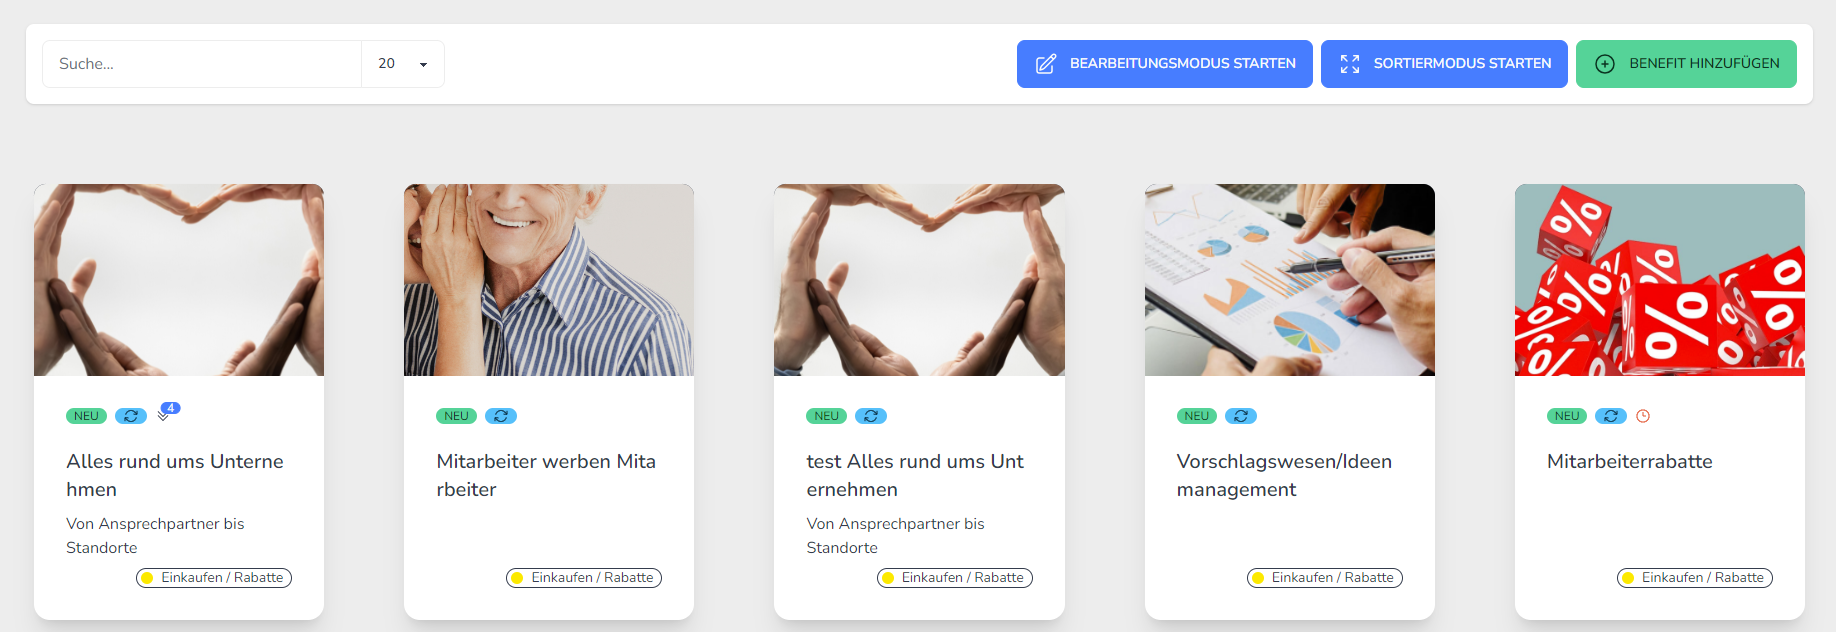 Suche...
20
BEARBEITUNGSMODUS STARTEN
SORTIERMODUS STARTEN
BENEFIT HINZUFÜGEN
% % % % % % % % % %
NEU 4
Alles rund ums Unterne
hmen
Von Ansprechpartner bis
Standorte
Einkaufen / Rabatte
NEU
Mitarbeiter werben Mita
rbeiter
Einkaufen / Rabatte
NEU
test Alles rund ums Unt
ernehmen
Von Ansprechpartner bis
Standorte
Einkaufen / Rabatte
NEU
Vorschlagswesen/Ideen
management
Einkaufen / Rabatte
NEU
Mitarbeiterrabatte
Einkaufen / Rabatte